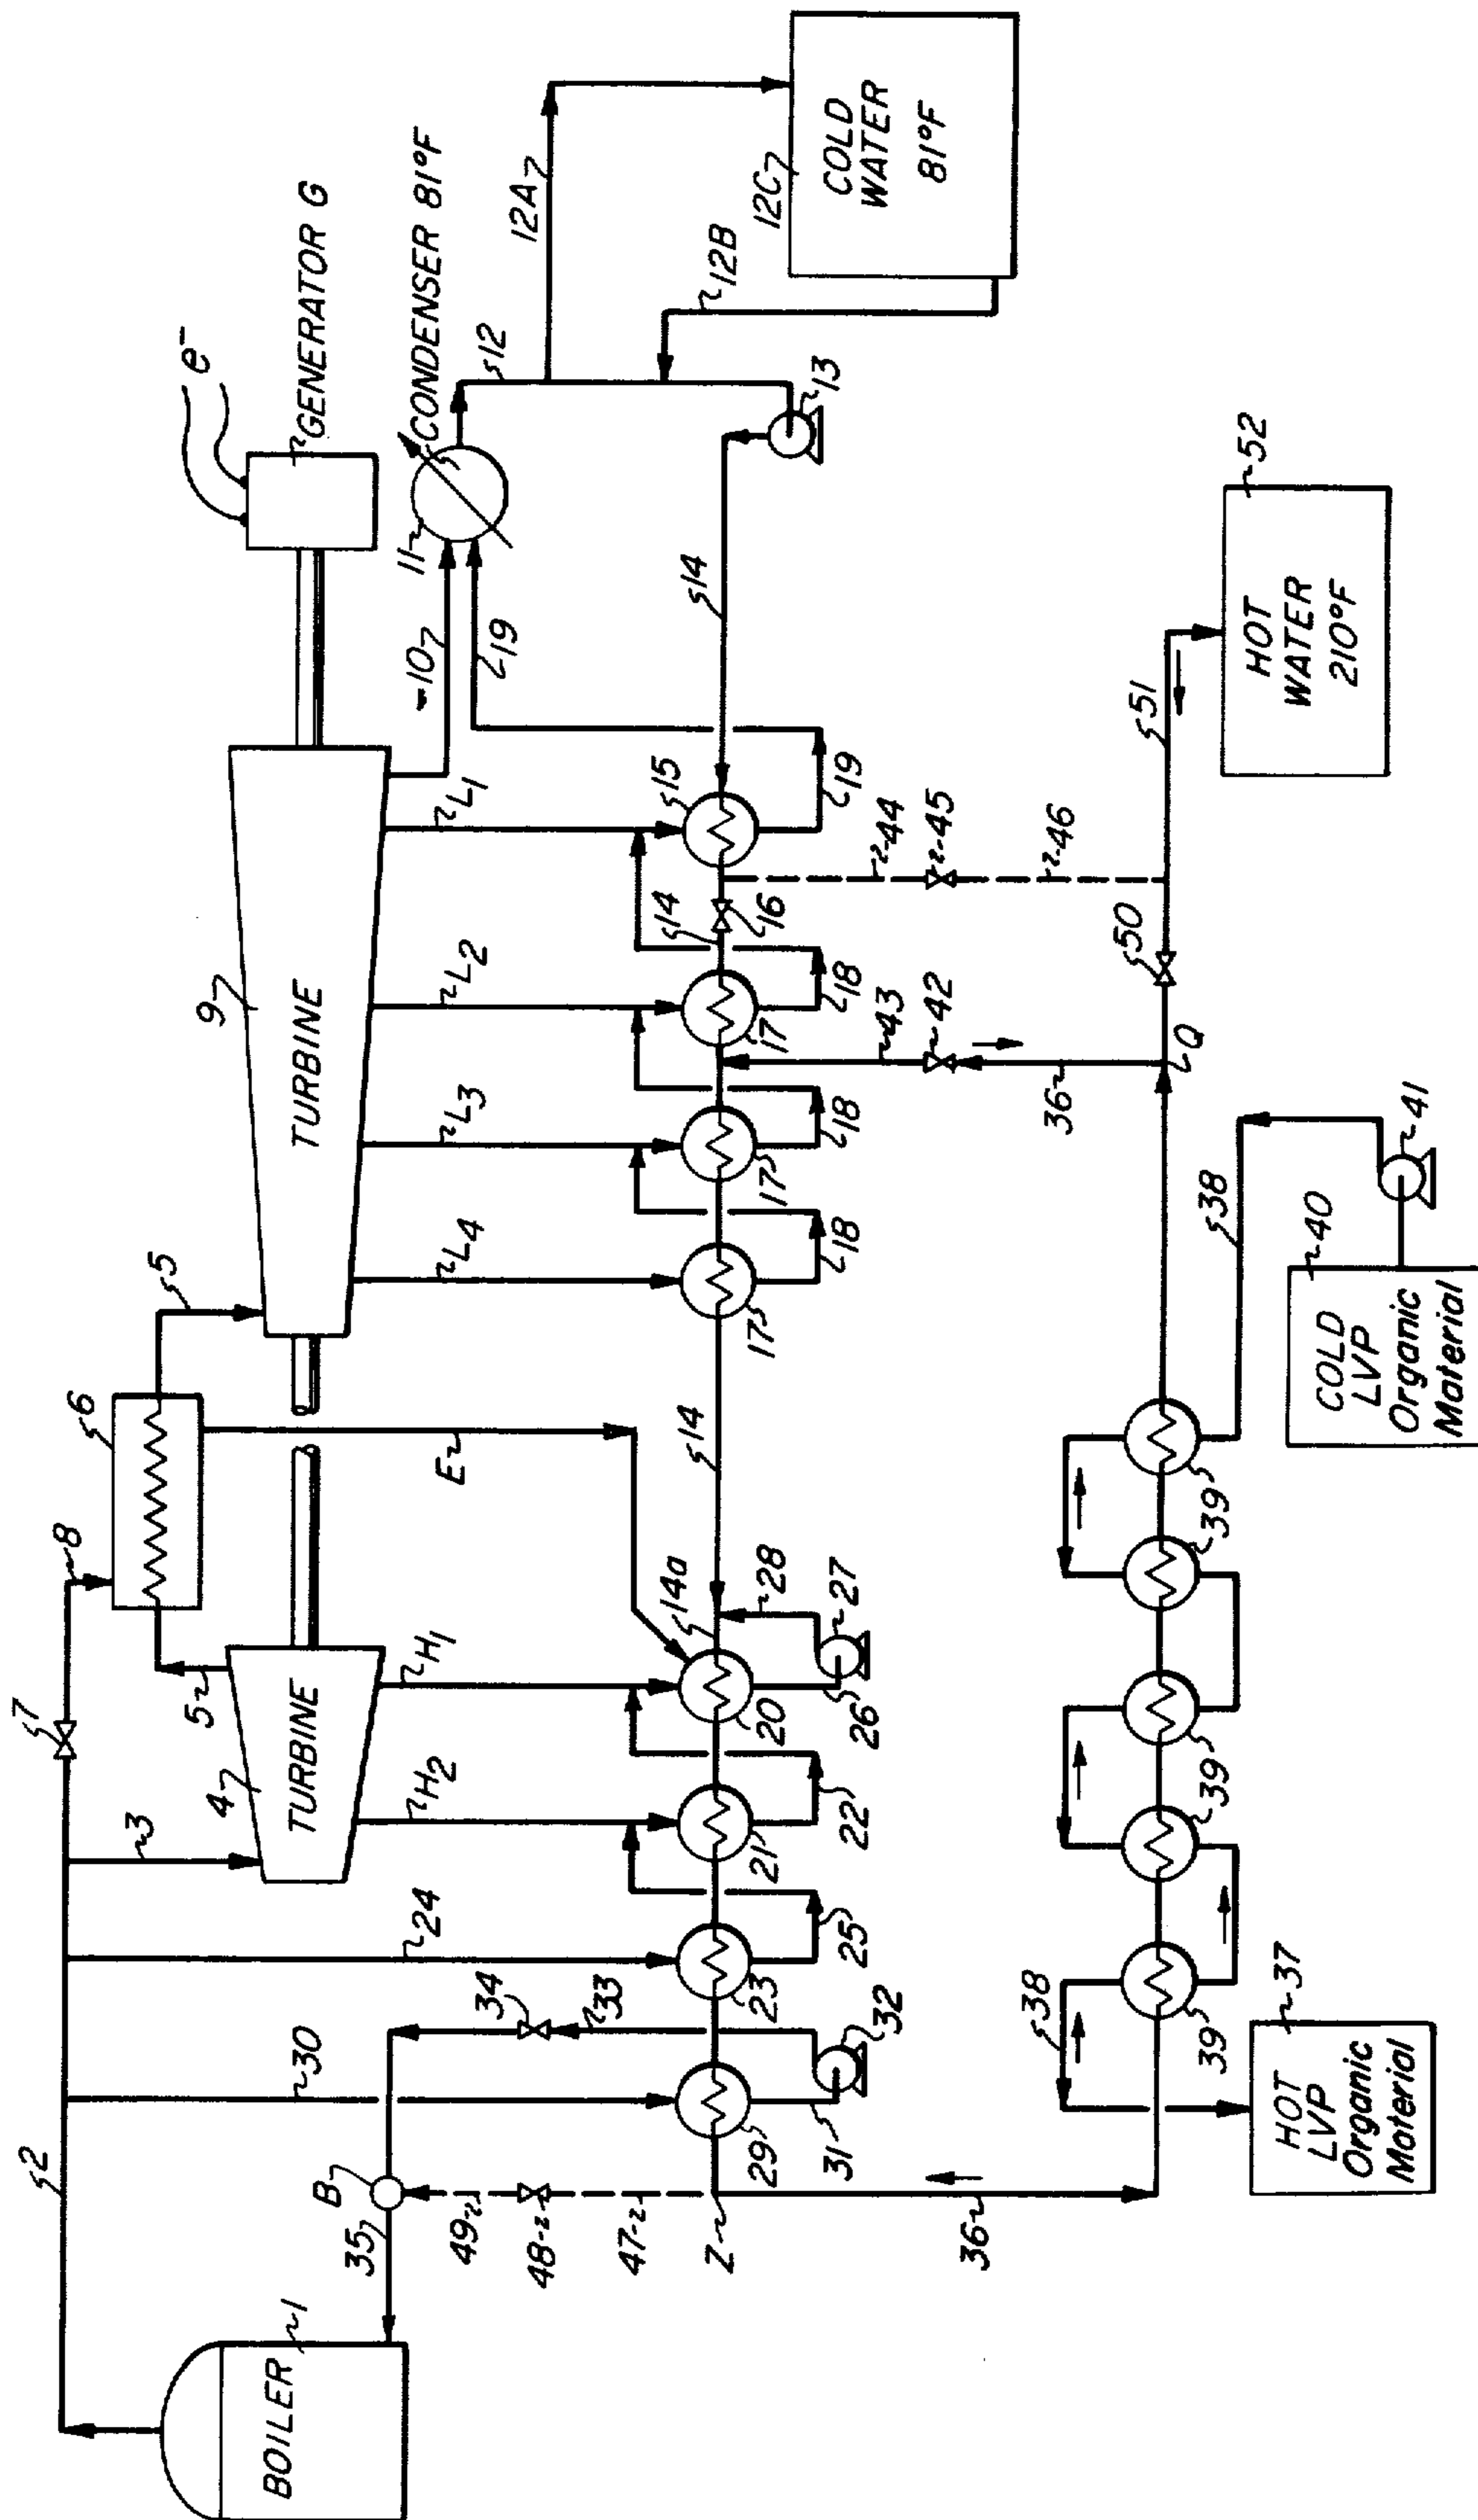 2
7
8
6
5
3
5
4
9
e-
BOILER
1
TURBINE
TURBINE
GENERATOR G
B
30
24
H2
H1
E
L4
L3
L2
L1
10
11
CONDENSER 81°F
12
12A
35
34
33
19
49
48
47
Z
14a
14
14
15
14
12B
12C
COLD
WATER
81°F
29
23
21
20
28
17
17
17
16
13
31
32
25
22
26
27
18
18
18
19
36
43
42
44
45
46
36
38
Q
50
51
52
HOT
WATER
210°F
39
39
39
38
37
HOT
LVP
Organic
Material
40
COLD
LVP
Organic
Material
41